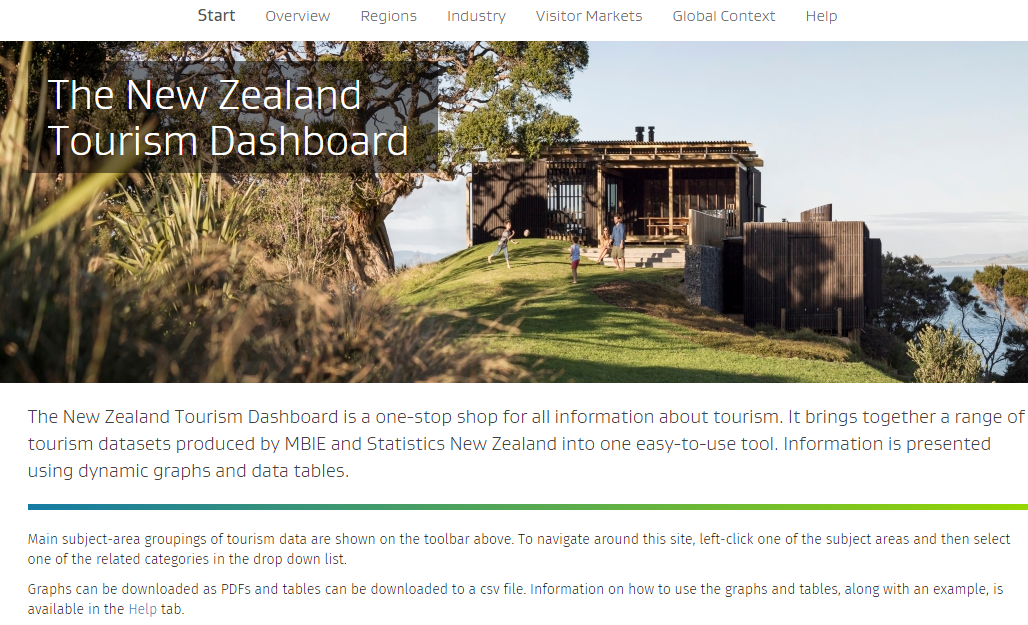 Start Overview Regions Industry Visitor Markets Global Context Help
The New Zealand
Tourism Dashboard
The New Zealand Tourism Dashboard is a one-stop shop for all information about tourism. It brings together a range of
tourism datasets produced by MBIE and Statistics New Zealand into one easy-to-use tool. Information is presented
using dynamic graphs and data tables.
Main subject-area groupings of tourism data are shown on the toolbar above. To navigate around this site, left-click one of the subject areas and then select
one of the related categories in the drop down list.
Graphs can be downloaded as PDFs and tables can be downloaded to a csv file. Information on how to use the graphs and tables, along with an example, is
available in the Help tab.